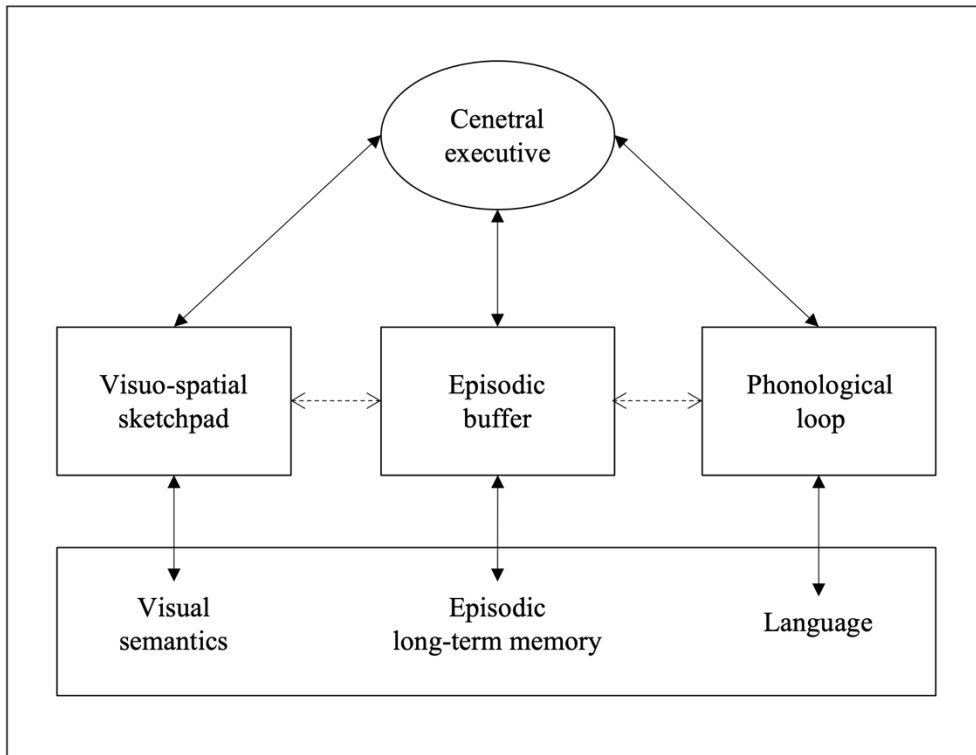 Cenetral
executive
Visuo-spatial
sketchpad
Episodic
buffer
Phonological
loop
Visual
semantics
Episodic
long-term memory
Language